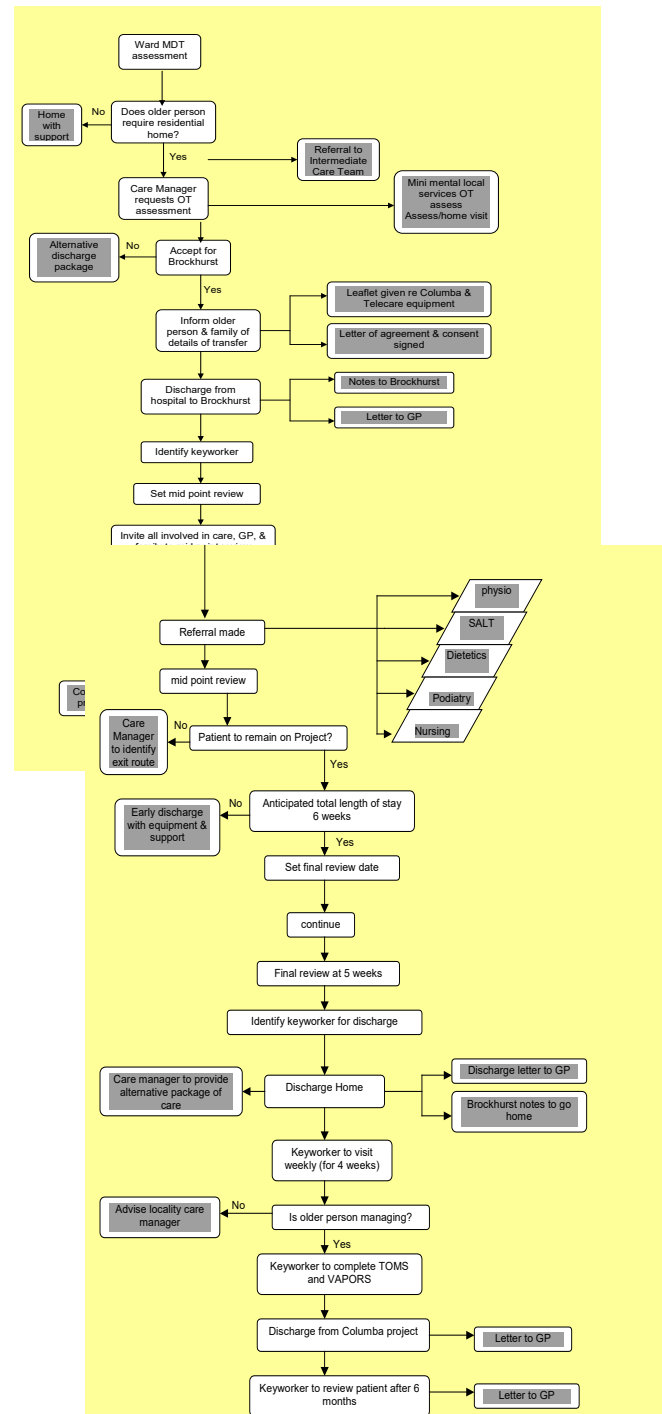 Ward MDT
assessment
Home
with
support
No
Does older person
require residential
home?
Yes
Referral to
Intermediate
Care Team
Care Manager
requests OT
assessment
Mini mental local
services OT
assess
Assess/home visit
Alternative
discharge
package
No
Accept for
Brockhurst
Yes
Inform older
person & family of
details of transfer
Leaflet given re Columba &
Telecare equipment
Letter of agreement & consent
signed
Discharge from
hospital to Brockhurst
Notes to Brockhurst
Letter to GP
Identify keyworker
Set mid point review
Invite all involved in care, GP, &
Referral made
physio
SALT
Dietetics
Podiatry
Nursing
mid point review
Care
Manager
to identify
exit route
No
Patient to remain on Project?
Yes
Early discharge
with equipment &
support
No
Anticipated total length of stay
6 weeks
Yes
Set final review date
continue
Final review at 5 weeks
Identify keyworker for discharge
Care manager to provide
alternative package of
care
Discharge Home
Discharge letter to GP
Brockhurst notes to go
home
Keyworker to visit
weekly (for 4 weeks)
Advise locality care
manager
No
Is older person managing?
Yes
Keyworker to complete TOMS
and VAPORS
Discharge from Columba project
Letter to GP
Keyworker to review patient after 6
months
Letter to GP